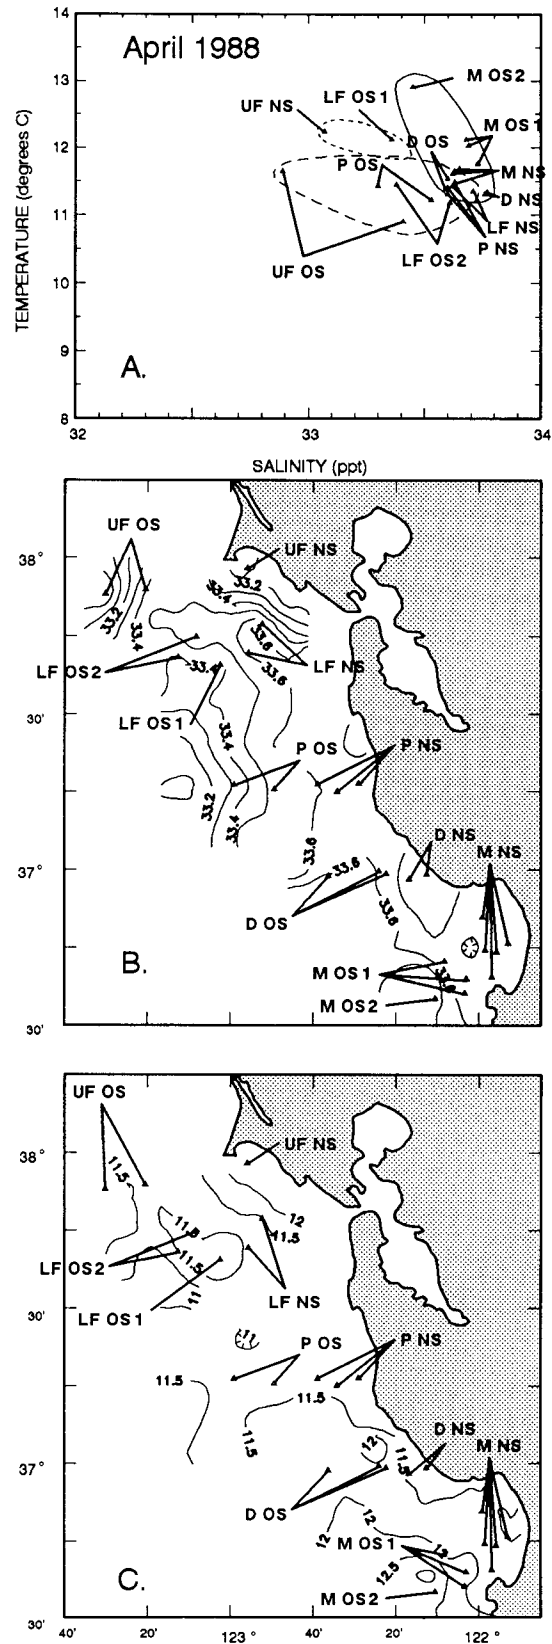 April 1988
14
13
12
11
10
9
8
TEMPERATURE (degrees C)
M OS2
LF OS1
UF NS
M OS1
D OS
P OS
M NS
D NS
LF NS
P NS
LF OS2
UF OS
A.
32
33
34
SALINITY (ppt)
UF OS
UF NS
38°
33.2
33.4
33.2
33.4
33.6
33.6
LF OS2
33.4
LF NS
LF OS1
30'
33.4
P OS
P NS
33.2
33.4
33.6
D NS
M NS
37°
33.6
33.6
D OS
B.
M OS1
M OS2
30'
UF OS
38°
UF NS
11.5
12
11.5
11.5
11.5
LF OS2
11
LF OS1
LF NS
30'
11
P OS
P NS
11.5
11.5
11.5
12
D NS
M NS
11.5
37°
D OS
12
12
M OS1
12
12.5
C.
M OS2
30'
40'
20'
123°
40'
20'
122°